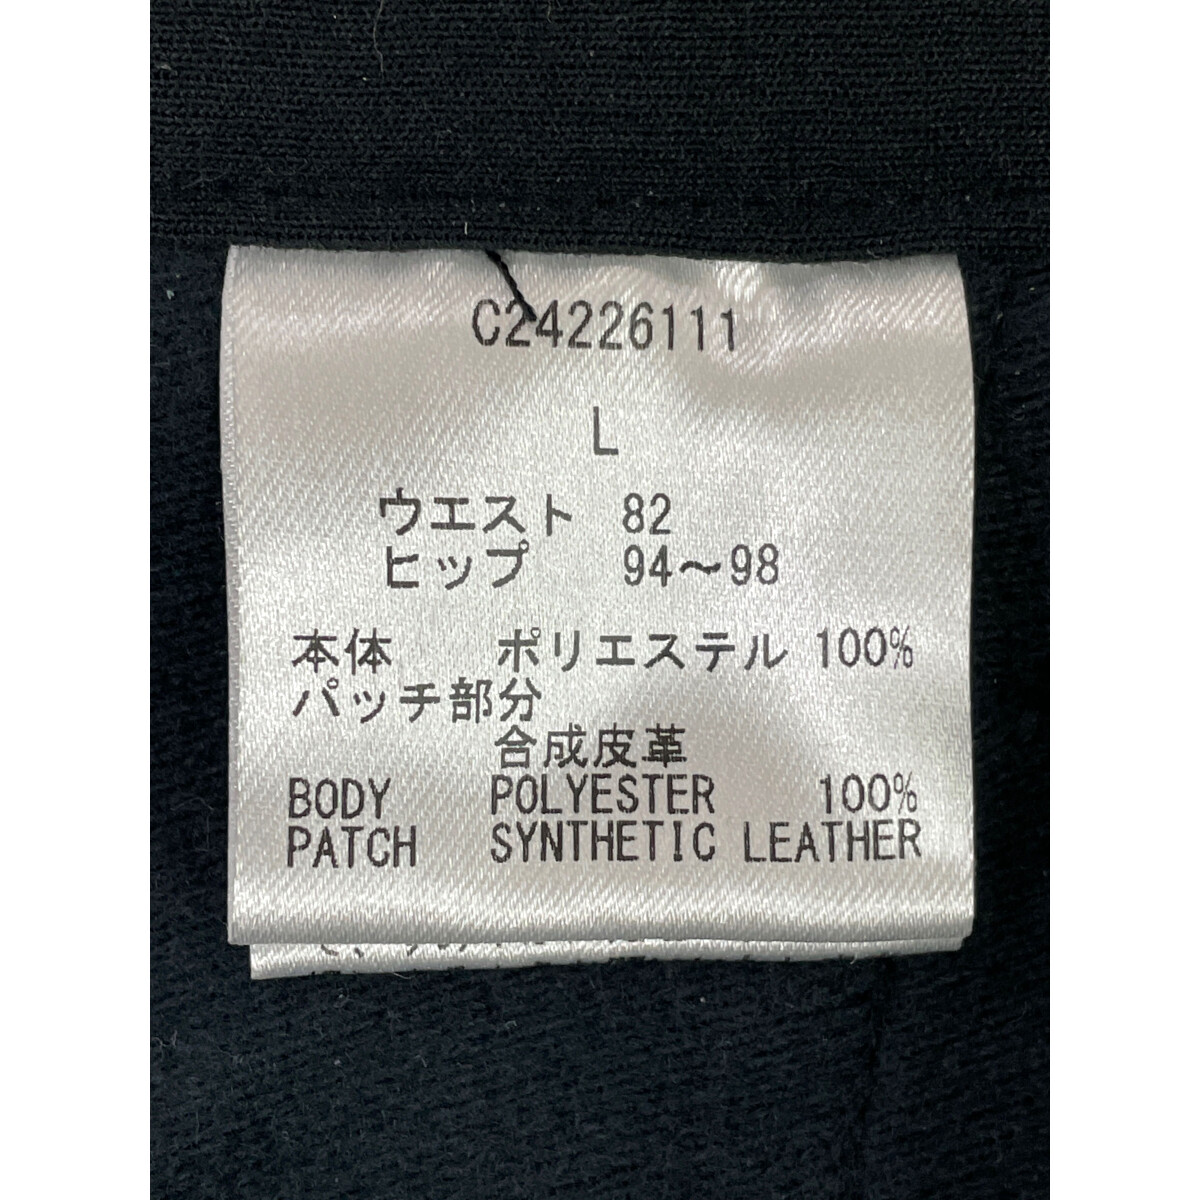 C24226111
L
ウエスト 82
ヒップ 94～98
本体 ポリエステル 100%
パッチ部分
合成皮革
BODY POLYESTER 100%
PATCH SYNTHETIC LEATHER